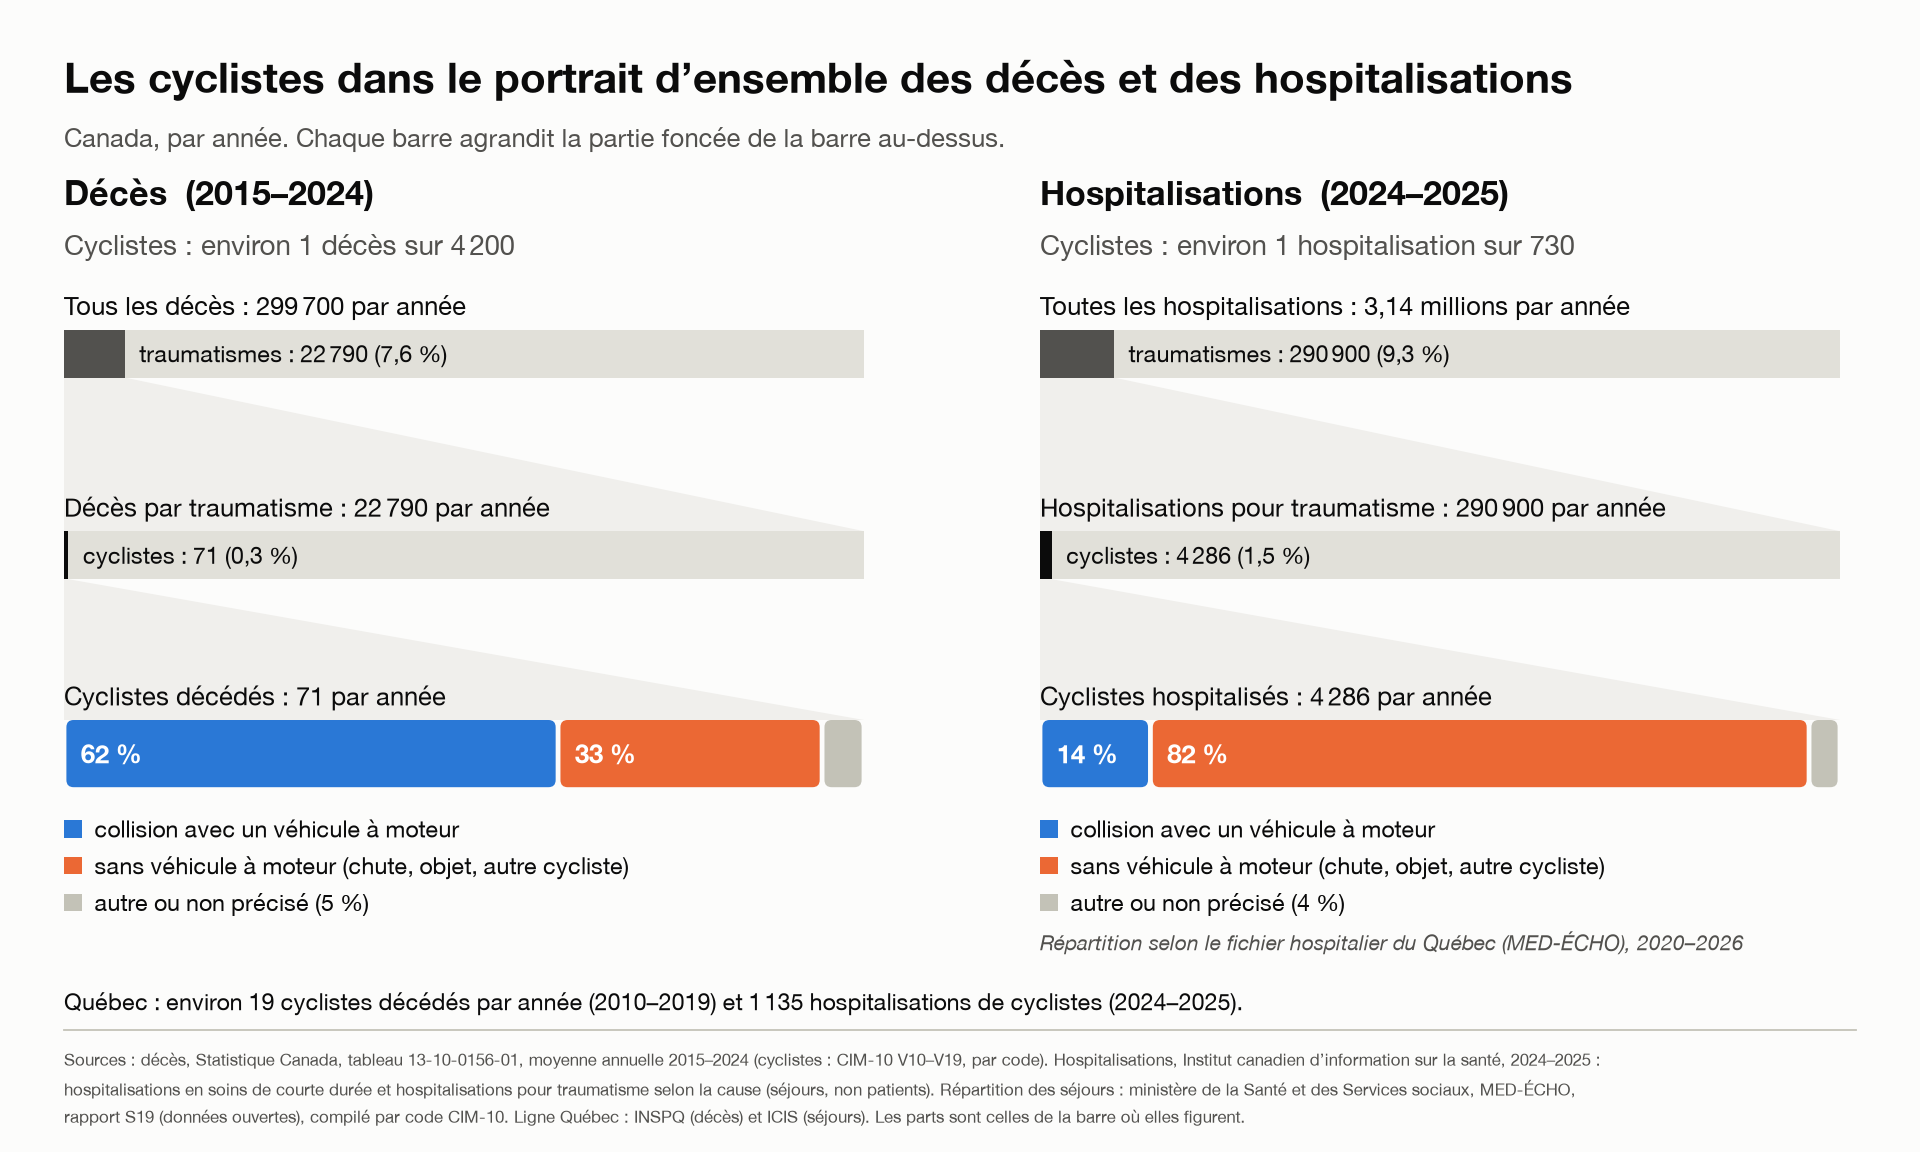 Les cyclistes dans le portrait d’ensemble des décès et des hospitalisations
Canada, par année. Chaque barre agrandit la partie foncée de la barre au-dessus.
Décès (2015–2024)
Cyclistes : environ 1 décès sur 4 200
Tous les décès : 299 700 par année
traumatismes : 22 790 (7,6 %)
Décès par traumatisme : 22 790 par année
cyclistes : 71 (0,3 %)
Cyclistes décédés : 71 par année
62 %
33 %
collision avec un véhicule à moteur
sans véhicule à moteur (chute, objet, autre cycliste)
autre ou non précisé (5 %)
Hospitalisations (2024–2025)
Cyclistes : environ 1 hospitalisation sur 730
Toutes les hospitalisations : 3,14 millions par année
traumatismes : 290 900 (9,3 %)
Hospitalisations pour traumatisme : 290 900 par année
cyclistes : 4 286 (1,5 %)
Cyclistes hospitalisés : 4 286 par année
14 %
82 %
collision avec un véhicule à moteur
sans véhicule à moteur (chute, objet, autre cycliste)
autre ou non précisé (4 %)
Répartition selon le fichier hospitalier du Québec (MED-ÉCHO), 2020–2026
Québec : environ 19 cyclistes décédés par année (2010–2019) et 1 135 hospitalisations de cyclistes (2024–2025).
Sources : décès, Statistique Canada, tableau 13-10-0156-01, moyenne annuelle 2015–2024 (cyclistes : CIM-10 V10–V19, par code). Hospitalisations, Institut canadien d’information sur la santé, 2024–2025 :
hospitalisations en soins de courte durée et hospitalisations pour traumatisme selon la cause (séjours, non patients). Répartition des séjours : ministère de la Santé et des Services sociaux, MED-ÉCHO,
rapport S19 (données ouvertes), compilé par code CIM-10. Ligne Québec : INSPQ (décès) et ICIS (séjours). Les parts sont celles de la barre où elles figurent.